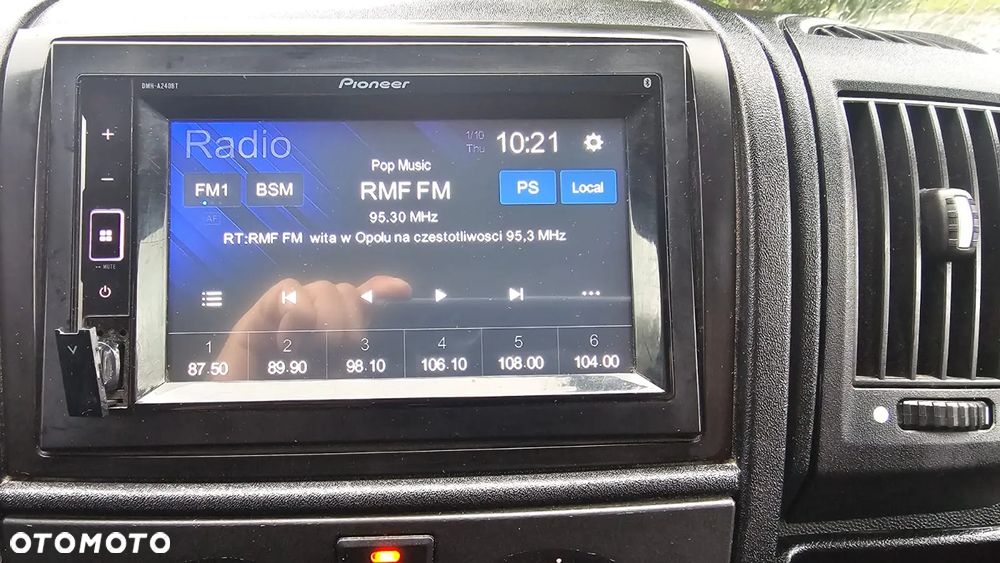 DMH-A240BT
Pioneer
Radio
1/10
Thu
10:21
Pop Music
FM1
BSM
RMF FM
PS
Local
AF
95.30 MHz
RT:RMF FM wita w Opolu na czestotliwosci 95,3 MHz
MUTE
1
2
3
4
5
6
87.50
89.90
98.10
106.10
108.00
104.00
OTOMOTO